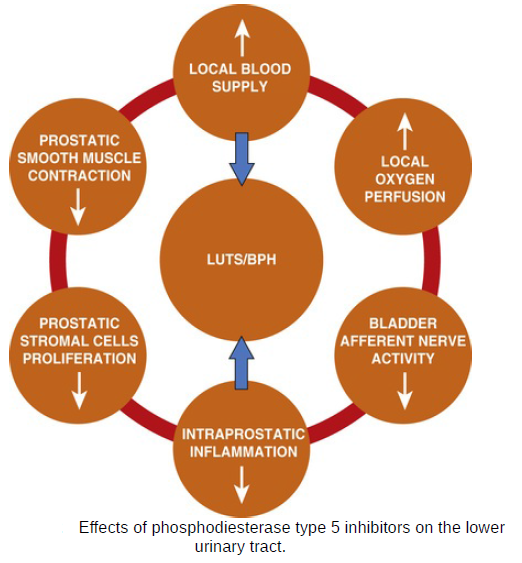 LOCAL BLOOD
SUPPLY
PROSTATIC
SMOOTH MUSCLE
CONTRACTION
LOCAL
OXYGEN
PERFUSION
LUTS/BPH
PROSTATIC
STROMAL CELLS
PROLIFERATION
BLADDER
AFFERENT NERVE
ACTIVITY
INTRAPROSTATIC
INFLAMMATION
Effects of phosphodiesterase type 5 inhibitors on the lower
urinary tract.